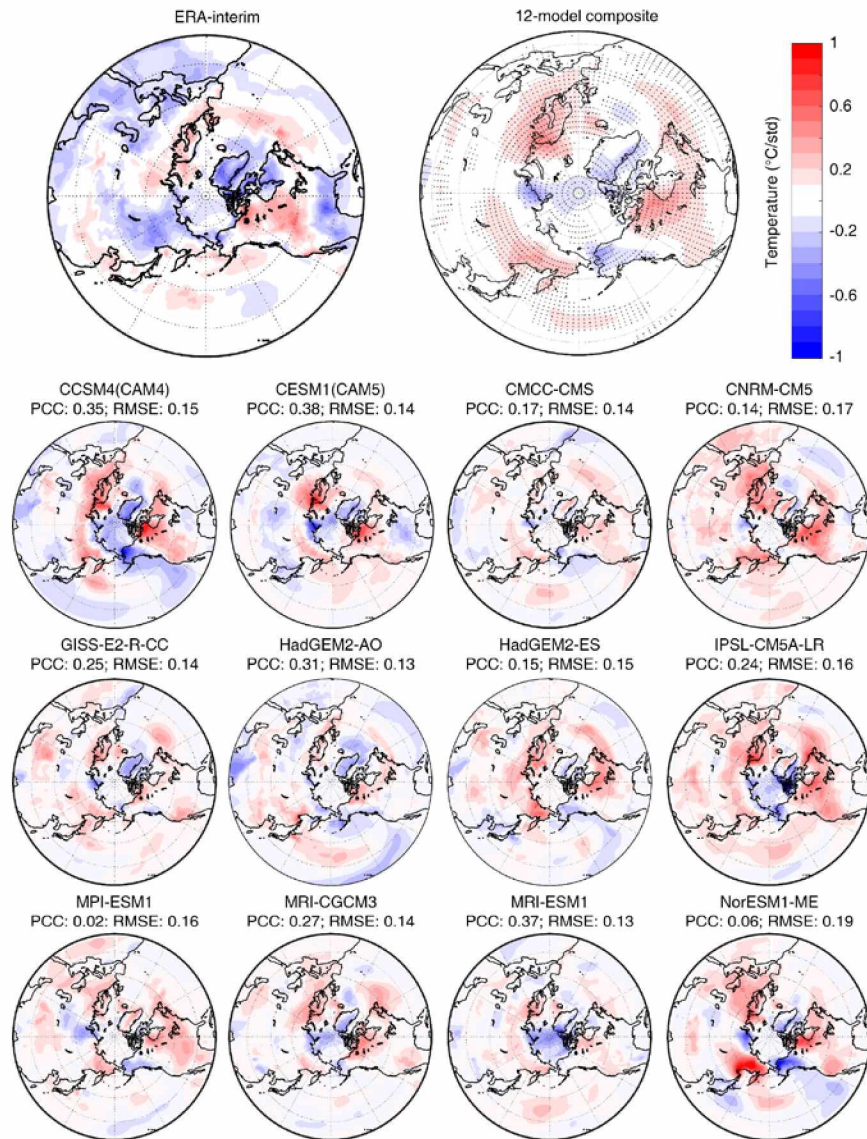 ERA-interim
12-model composite
1
0.6
0.2
-0.2
-0.6
-1
Temperature (°C/std)
CCSM4(CAM4)
PCC: 0.35; RMSE: 0.15
CESM1(CAM5)
PCC: 0.38; RMSE: 0.14
CMCC-CMS
PCC: 0.17; RMSE: 0.14
CNRM-CM5
PCC: 0.14; RMSE: 0.17
GISS-E2-R-CC
PCC: 0.25; RMSE: 0.14
HadGEM2-AO
PCC: 0.31; RMSE: 0.13
HadGEM2-ES
PCC: 0.15; RMSE: 0.15
IPSL-CM5A-LR
PCC: 0.24; RMSE: 0.16
MPI-ESM1
PCC: 0.02: RMSE: 0.16
MRI-CGCM3
PCC: 0.27; RMSE: 0.14
MRI-ESM1
PCC: 0.37; RMSE: 0.13
NorESM1-ME
PCC: 0.06; RMSE: 0.19